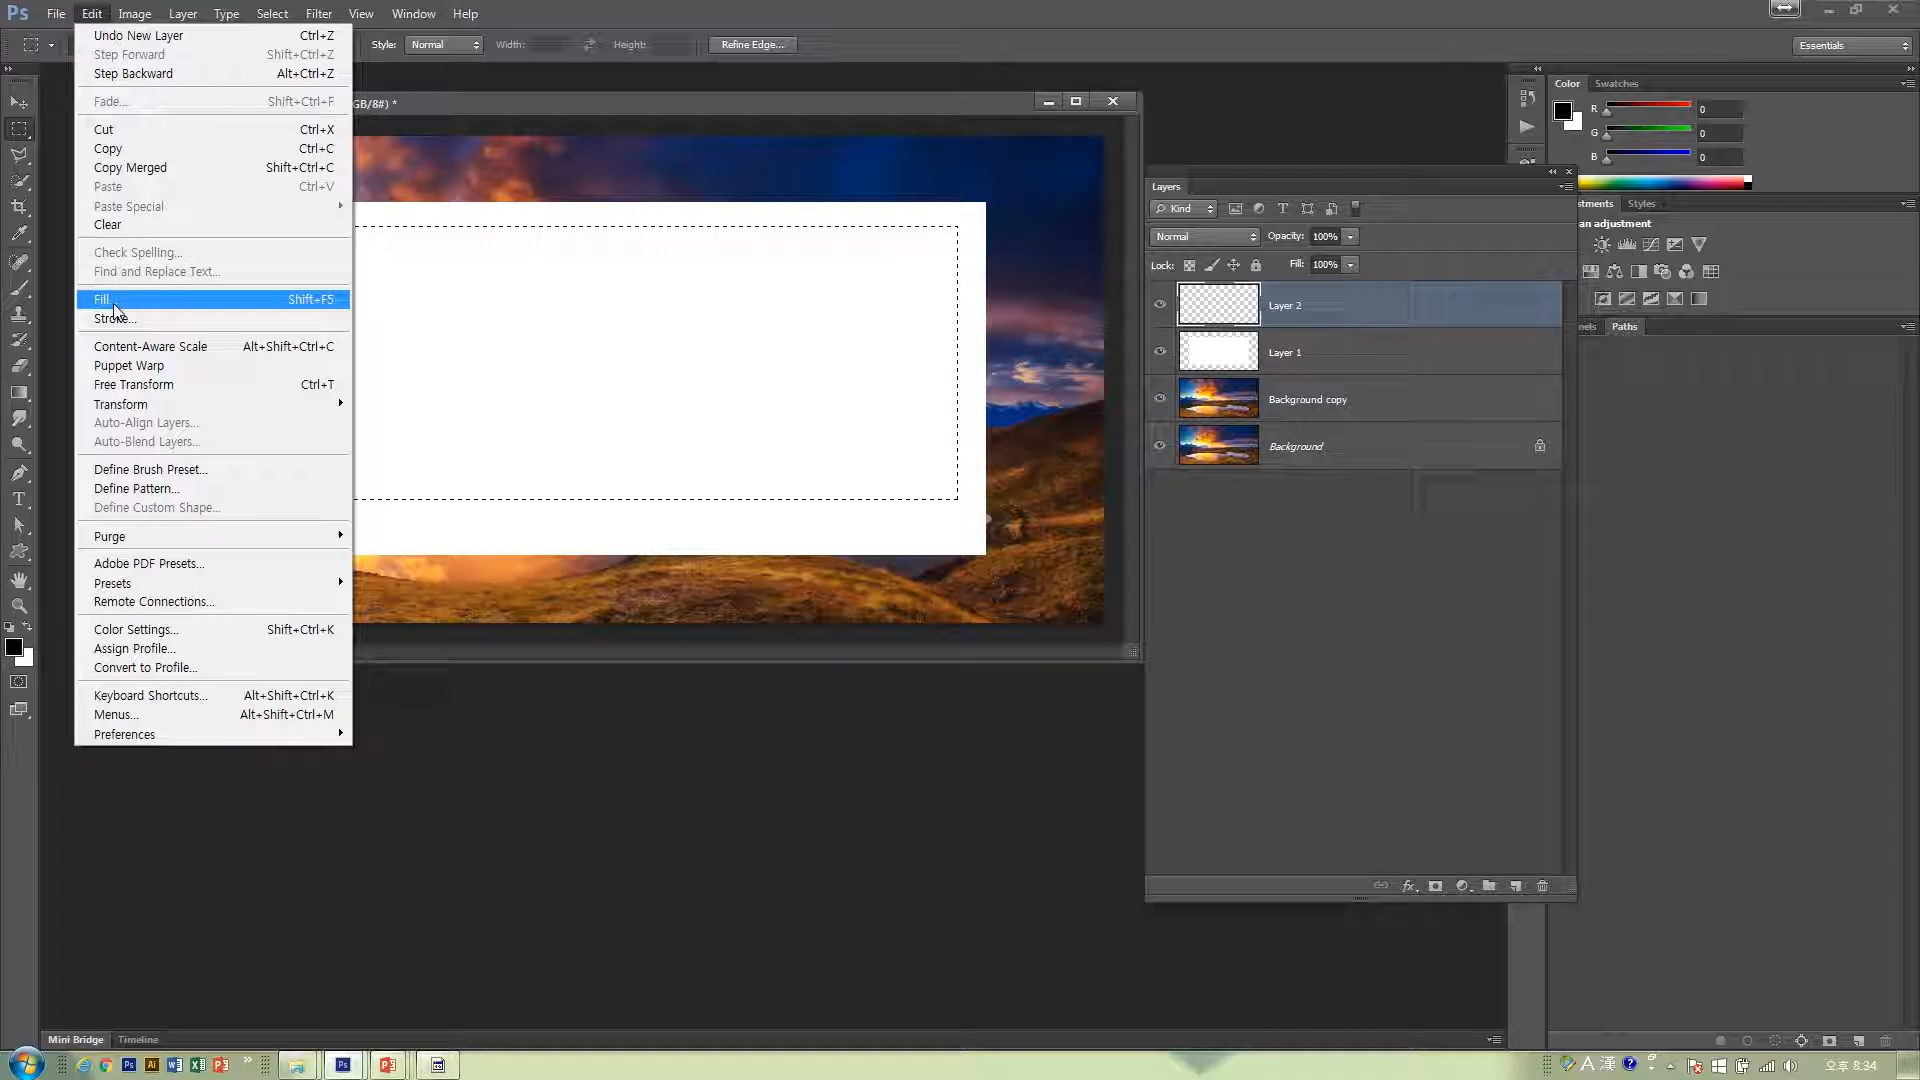 Ps File Edit Image Layer Type Select Filter View Window Help
Style: Normal Width: Height: Refine Edge... Essentials
Undo New Layer Ctrl+Z
Step Forward Shift+Ctrl+Z
Step Backward Alt+Ctrl+Z
Fade... Shift+Ctrl+F
Cut Ctrl+X
Copy Ctrl+C
Copy Merged Shift+Ctrl+C
Paste Ctrl+V
Paste Special
Clear
Check Spelling...
Find and Replace Text...
Fill... Shift+F5
Stroke...
Content-Aware Scale Alt+Shift+Ctrl+C
Puppet Warp
Free Transform Ctrl+T
Transform
Auto-Align Layers...
Auto-Blend Layers...
Define Brush Preset...
Define Pattern...
Define Custom Shape...
Purge
Adobe PDF Presets...
Presets
Remote Connections...
Color Settings... Shift+Ctrl+K
Assign Profile...
Convert to Profile...
Keyboard Shortcuts... Alt+Shift+Ctrl+K
Menus... Alt+Shift+Ctrl+M
Preferences
GB/8#) *
Layers
Kind
Normal Opacity: 100%
Lock: Fill: 100%
Layer 2
Layer 1
Background copy
Background
Color Swatches
R 0
G 0
B 0
stments Styles
an adjustment
nels Paths
Mini Bridge Timeline
A 漢
오후 8:34